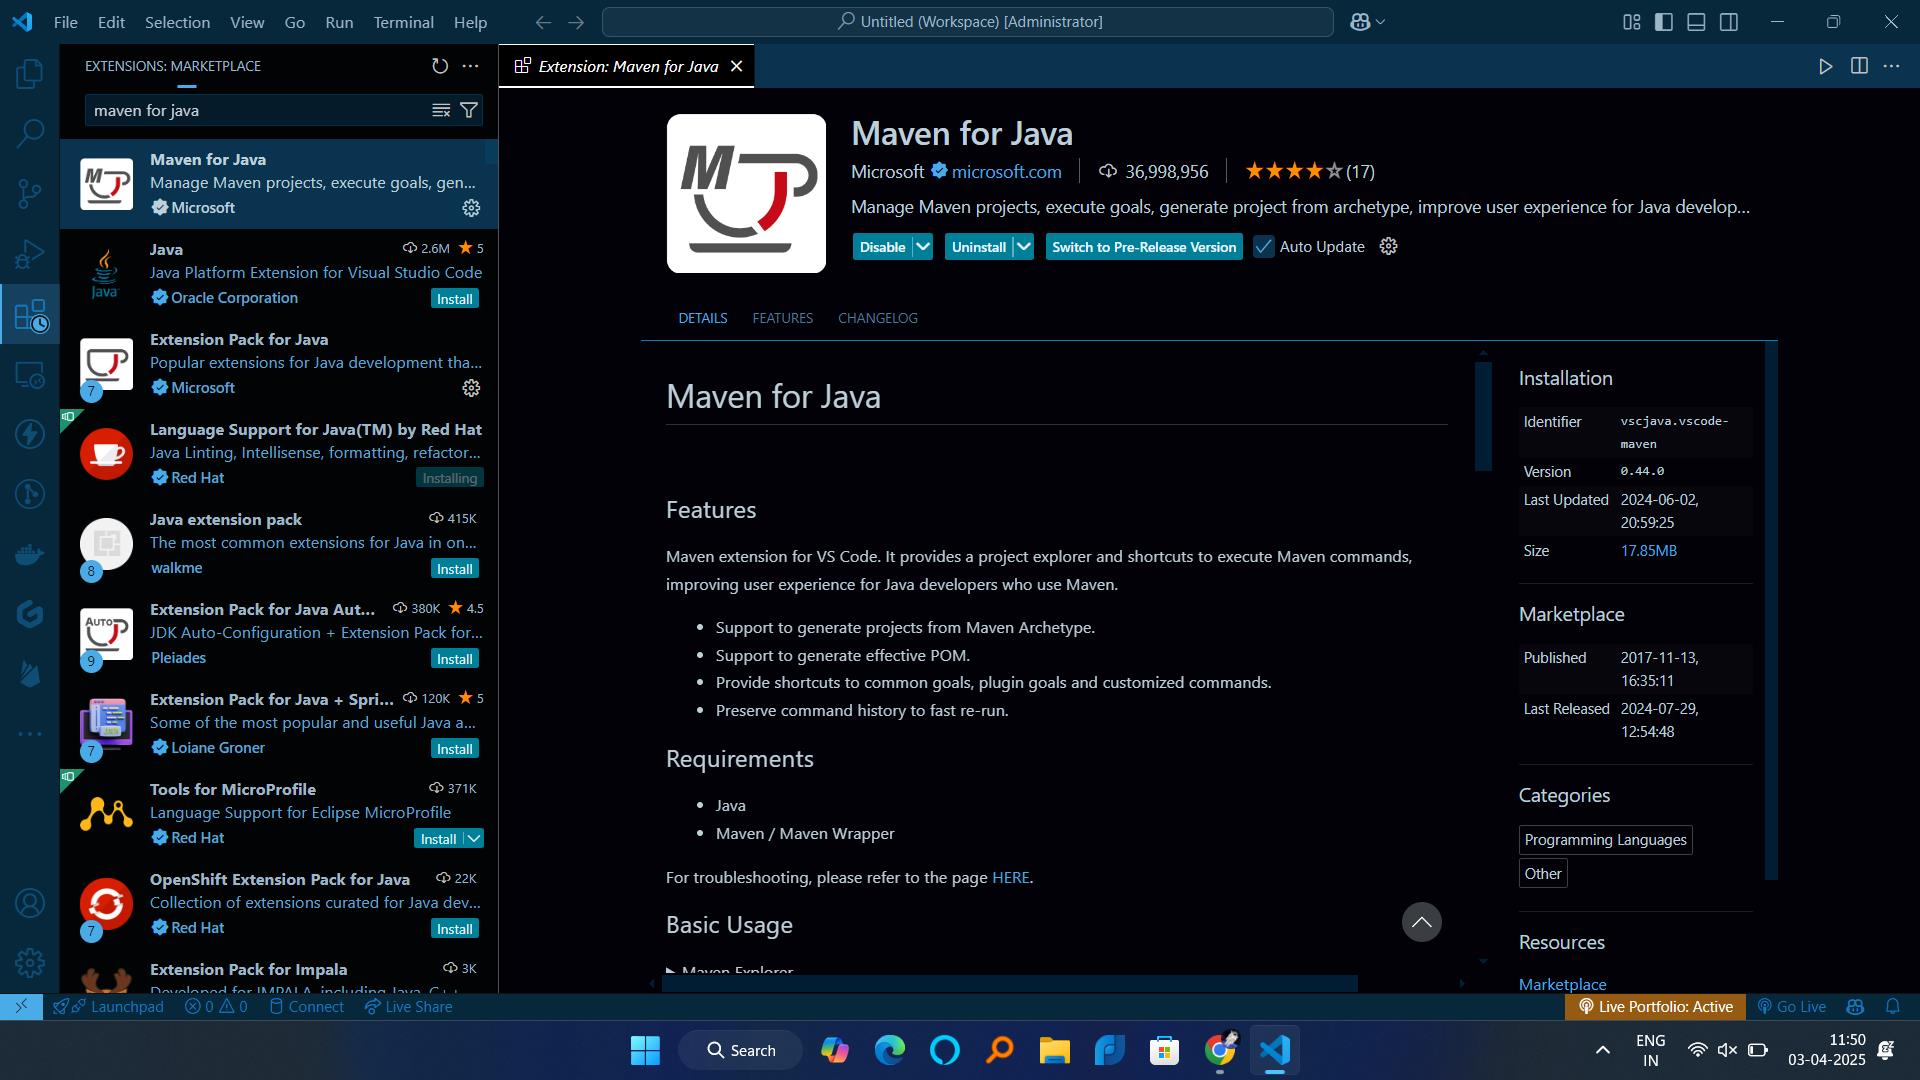 File Edit Selection View Go Run Terminal Help
Untitled (Workspace) [Administrator]
EXTENSIONS: MARKETPLACE
maven for java
Maven for Java
Manage Maven projects, execute goals, gen...
Microsoft
Java 2.6M 5
Java Platform Extension for Visual Studio Code
Oracle Corporation Install
Extension Pack for Java
Popular extensions for Java development tha...
7 Microsoft
Language Support for Java(TM) by Red Hat
Java Linting, Intellisense, formatting, refactor...
Red Hat Installing
Java extension pack 415K
The most common extensions for Java in on...
8 walkme Install
Extension Pack for Java Aut... 380K 4.5
JDK Auto-Configuration + Extension Pack for...
9 Pleiades Install
Extension Pack for Java + Spri... 120K 5
Some of the most popular and useful Java a...
7 Loiane Groner Install
Tools for MicroProfile 371K
Language Support for Eclipse MicroProfile
Red Hat Install
OpenShift Extension Pack for Java 22K
Collection of extensions curated for Java dev...
7 Red Hat Install
Extension Pack for Impala 3K
Developed for IMPALA, including Java, C++,
Extension: Maven for Java
Maven for Java
Microsoft microsoft.com 36,998,956 (17)
Manage Maven projects, execute goals, generate project from archetype, improve user experience for Java develop...
Disable Uninstall Switch to Pre-Release Version Auto Update
DETAILS FEATURES CHANGELOG
Maven for Java
Features
Maven extension for VS Code. It provides a project explorer and shortcuts to execute Maven commands,
improving user experience for Java developers who use Maven.
• Support to generate projects from Maven Archetype.
• Support to generate effective POM.
• Provide shortcuts to common goals, plugin goals and customized commands.
• Preserve command history to fast re-run.
Requirements
• Java
• Maven / Maven Wrapper
For troubleshooting, please refer to the page HERE.
Basic Usage
Maven Explorer
Installation
Identifier vscjava.vscode-
maven
Version 0.44.0
Last Updated 2024-06-02,
20:59:25
Size 17.85MB
Marketplace
Published 2017-11-13,
16:35:11
Last Released 2024-07-29,
12:54:48
Categories
Programming Languages
Other
Resources
Marketplace
Launchpad 0 0 Connect Live Share
Live Portfolio: Active Go Live
Search
ENG
IN
11:50
03-04-2025